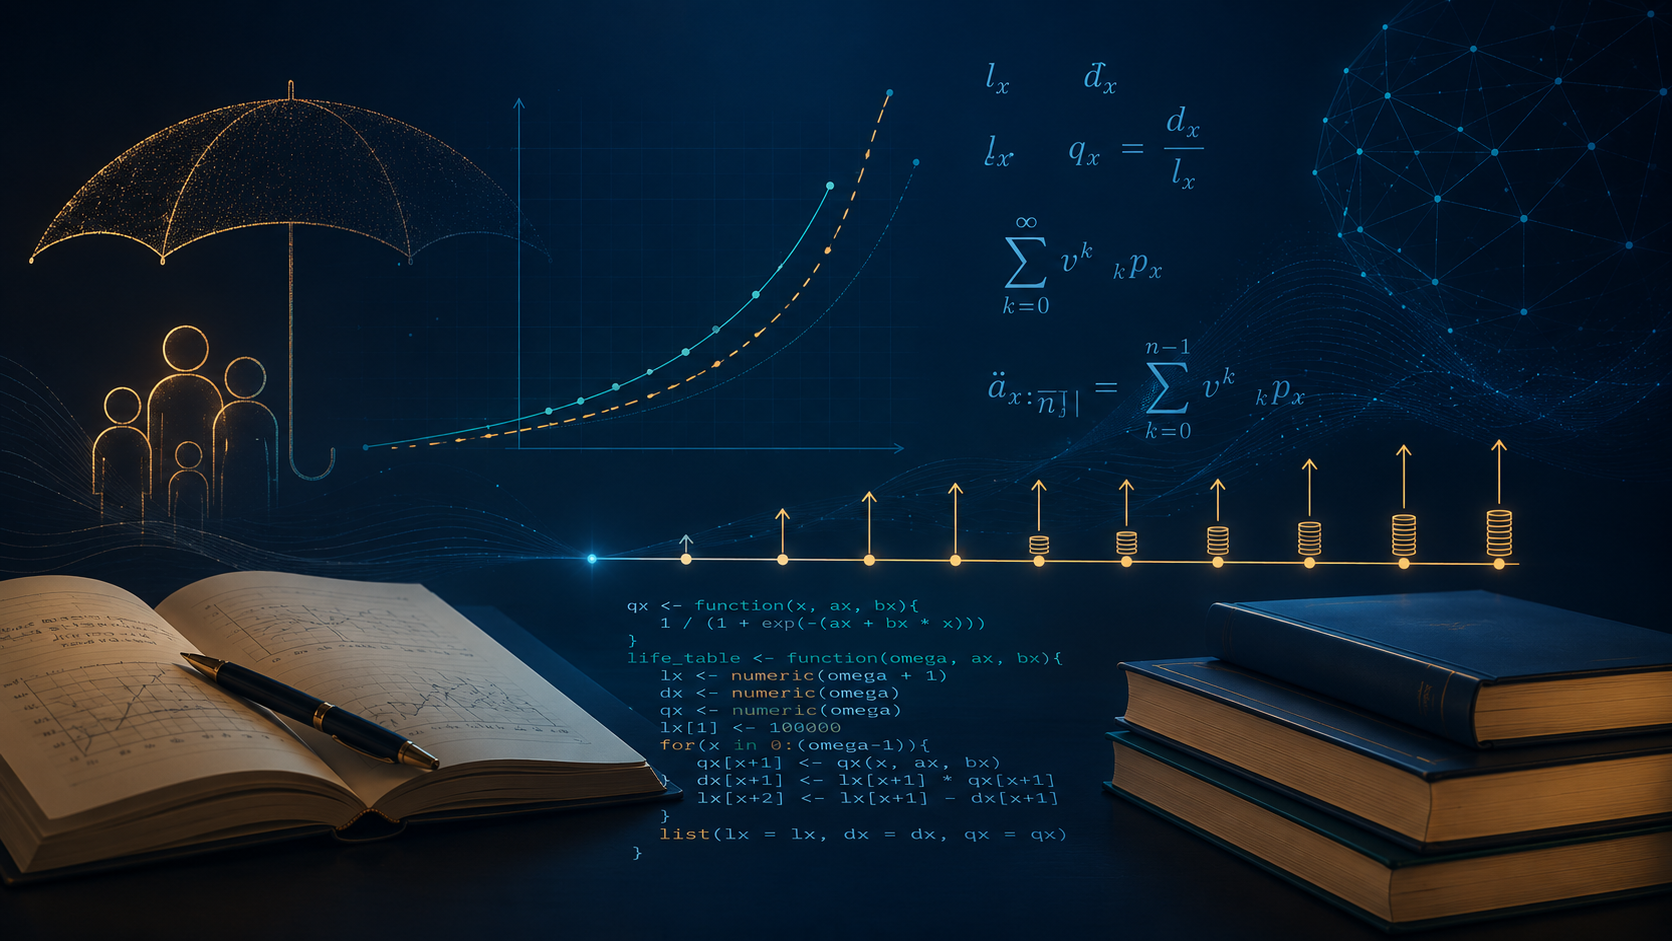 l_x d_x
l_x q_x = d_x / l_x
∞
∑ v^k _kp_x
k=0
n−1
ä_x:n| = ∑ v^k _kp_x
k=0
qx <- function(x, ax, bx){
1 / (1 + exp(-(ax + bx * x)))
}
life_table <- function(omega, ax, bx){
lx <- numeric(omega + 1)
dx <- numeric(omega)
qx <- numeric(omega)
lx[1] <- 100000
for(x in 0:(omega-1)){
qx[x+1] <- qx(x, ax, bx)
} dx[x+1] <- lx[x+1] * qx[x+1]
lx[x+2] <- lx[x+1] - dx[x+1]
}
list(lx = lx, dx = dx, qx = qx)
}